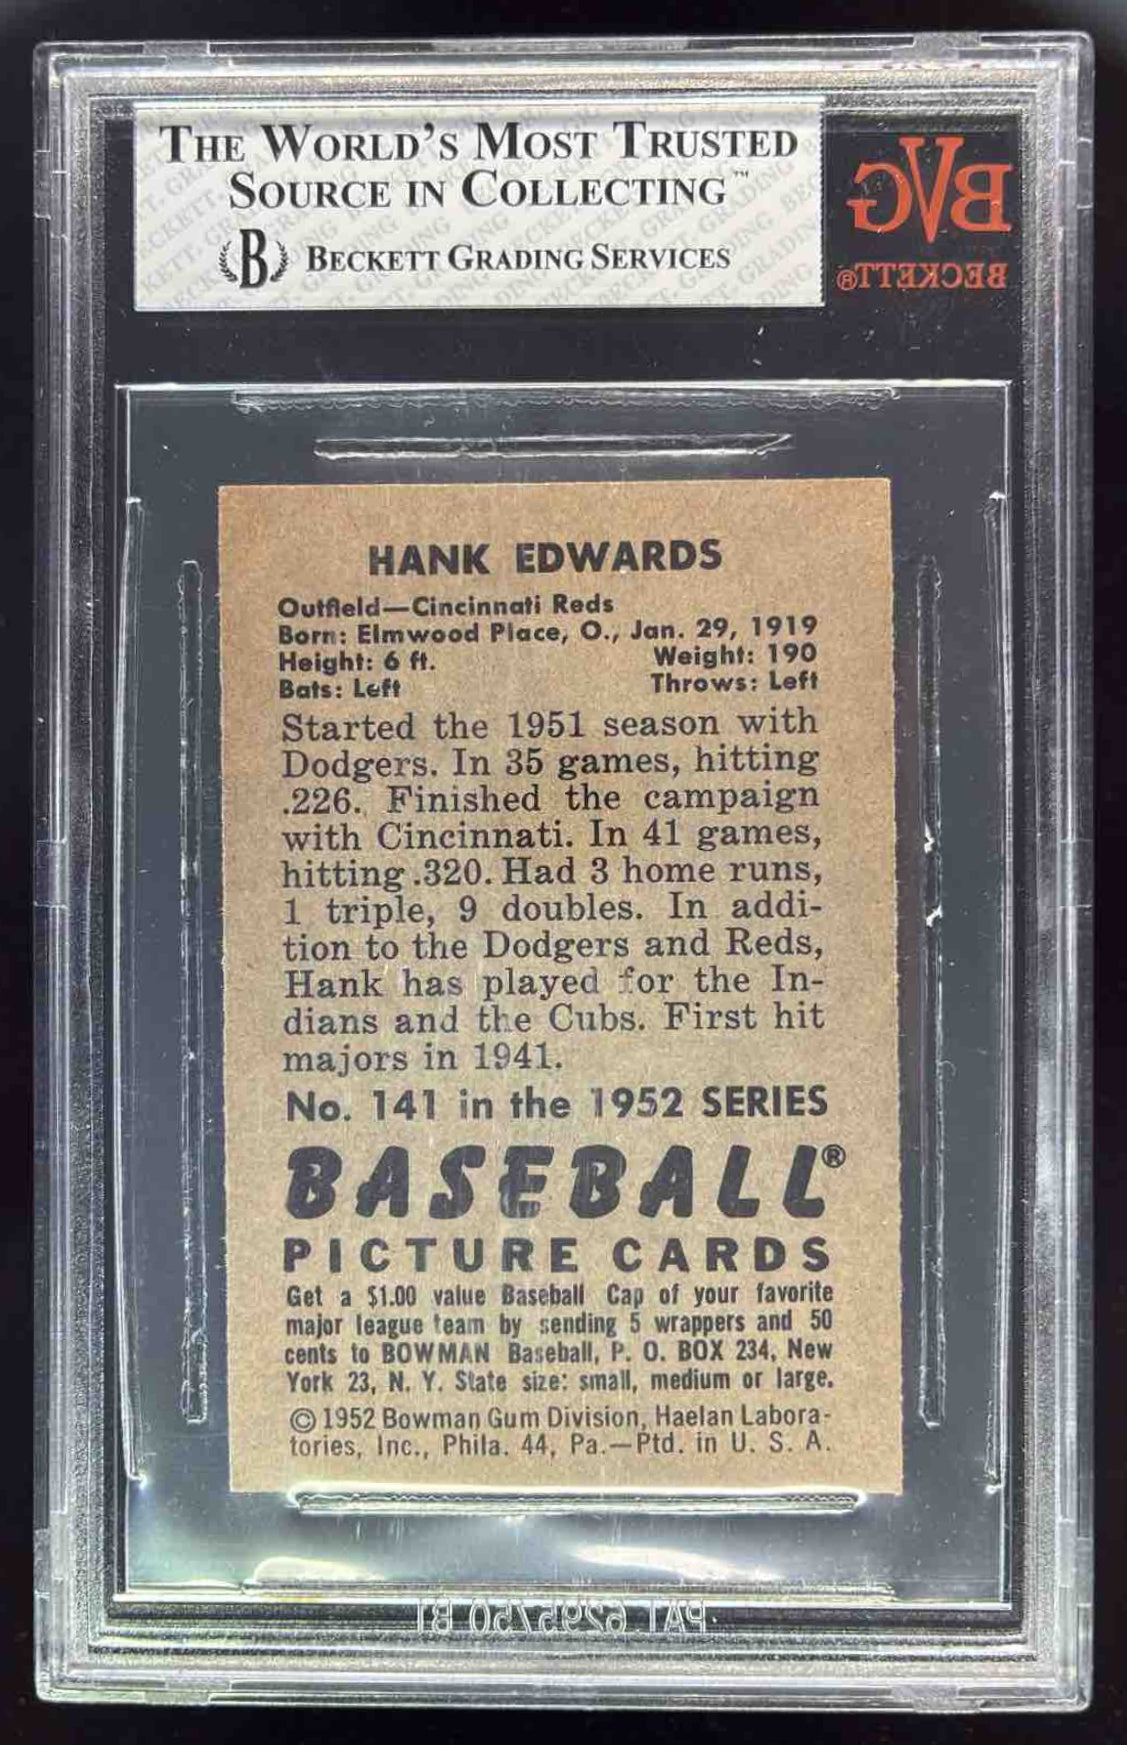 THE WORLD'S MOST TRUSTED
SOURCE IN COLLECTING™
B BECKETT GRADING SERVICES
BVG
BECKETT®
HANK EDWARDS
Outfield—Cincinnati Reds
Born: Elmwood Place, O., Jan. 29, 1919
Height: 6 ft. Weight: 190
Bats: Left Throws: Left
Started the 1951 season with
Dodgers. In 35 games, hitting
.226. Finished the campaign
with Cincinnati. In 41 games,
hitting .320. Had 3 home runs,
1 triple, 9 doubles. In addi-
tion to the Dodgers and Reds,
Hank has played for the In-
dians and the Cubs. First hit
majors in 1941.
No. 141 in the 1952 SERIES
BASEBALL®
PICTURE CARDS
Get a $1.00 value Baseball Cap of your favorite
major league team by sending 5 wrappers and 50
cents to BOWMAN Baseball, P. O. BOX 234, New
York 23, N. Y. State size: small, medium or large.
© 1952 Bowman Gum Division, Haelan Labora-
tories, Inc., Phila. 44, Pa.—Ptd. in U. S. A.
PAT. 6295750 B1